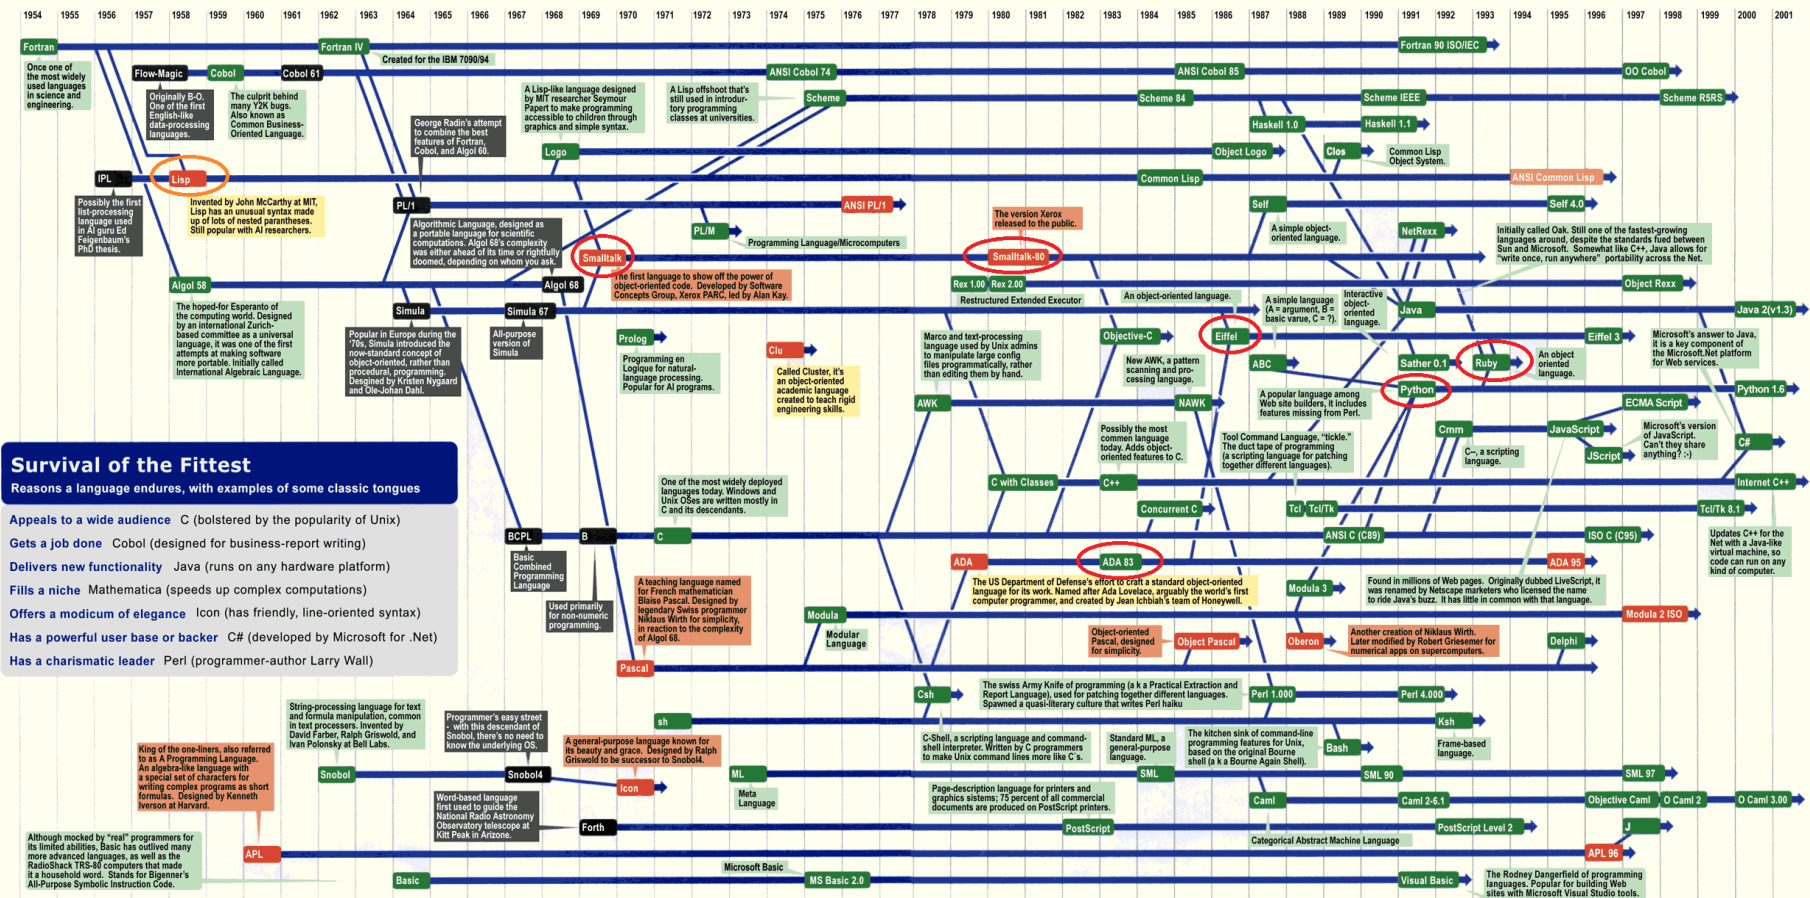 1954 1955 1956 1957 1958 1959 1960 1961 1962 1963 1964 1965 1966 1967 1968 1969 1970 1971 1972 1973 1974 1975 1976 1977 1978 1979 1980 1981 1982 1983 1984 1985 1986 1987 1988 1989 1990 1991 1992 1993 1994 1995 1996 1997 1998 1999 2000 2001
Fortran
Fortran IV
Fortran 90 ISO/IEC
Once one of
the most widely
used languages
in science and
engineering.
Created for the IBM 7090/94
Flow-Magic
Cobol
Cobol 61
ANSI Cobol 74
ANSI Cobol 85
OO Cobol
Originally B-O.
One of the first
English-like
data-processing
languages.
The culprit behind
many Y2K bugs.
Also known as
Common Business-
Oriented Language.
A Lisp-like language designed
by MIT researcher Seymour
Papert to make programming
accessible to children through
graphics and simple syntax.
A Lisp offshoot that's
still used in introduc-
tory programming
classes at universities.
Scheme
Scheme 84
Scheme IEEE
Scheme R5RS
George Radin's attempt
to combine the best
features of Fortran,
Cobol, and Algol 60.
Haskell 1.0
Haskell 1.1
Logo
Object Logo
Clos
Common Lisp
Object System.
IPL
Lisp
Common Lisp
ANSI Common Lisp
Possibly the first
list-processing
language used
in AI guru Ed
Feigenbaum's
PhD thesis.
Invented by John McCarthy at MIT,
Lisp has an unusual syntax made
up of lots of nested parantheses.
Still popular with AI researchers.
PL/1
ANSI PL/1
Self
Self 4.0
A simple object-
oriented language.
The version Xerox
released to the public.
Algorithmic Language, designed as
a portable language for scientific
computations. Algol 68's complexity
was either ahead of its time or rightfully
doomed, depending on whom you ask.
PL/M
Programming Language/Microcomputers
NetRexx
Initially called Oak. Still one of the fastest-growing
languages around, despite the standards fued between
Sun and Microsoft. Somewhat like C++, Java allows for
"write once, run anywhere" portability across the Net.
Smalltalk
Smalltalk-80
The first language to show off the power of
object-oriented code. Developed by Software
Concepts Group, Xerox PARC, led by Alan Kay.
Algol 58
Algol 68
Rex 1.00
Rex 2.00
Object Rexx
Restructured Extended Executor
An object-oriented language.
The hoped-for Esperanto of
the computing world. Designed
by an international Zurich-
based committee as a universal
language, it was one of the first
attempts at making software
more portable. Initially called
International Algebraic Language.
Simula
Simula 67
A simple language
(A = argument, B =
basic varue, C = ?).
Interactive
object-
oriented
language.
Java
Java 2(v1.3)
Popular in Europe during the
'70s, Simula introduced the
now-standard concept of
object-oriented, rather than
procedural, programming.
Desgined by Kristen Nygaard
and Ole-Johan Dahl.
All-purpose
version of
Simula
Prolog
Programming en
Logique for natural-
language processing.
Popular for AI programs.
Clu
Called Cluster, it's
an object-oriented
academic language
created to teach rigid
engineering skills.
Marco and text-processing
language used by Unix admins
to manipulate large config
files programmatically, rather
than editing them by hand.
Objective-C
Eiffel
Eiffel 3
Microsoft's answer to Java,
it is a key component of
the Microsoft.Net platform
for Web services.
New AWK, a pattern
scanning and pro-
cessing language.
ABC
Sather 0.1
Ruby
An object
oriented
language.
A popular language among
Web site builders, it includes
features missing from Perl.
Python
Python 1.6
AWK
NAWK
ECMA Script
Possibly the most
commen language
today. Adds object-
oriented features to C.
Tool Command Language, "tickle."
The duct tape of programming
(a scripting language for patching
together different languages).
Cmm
JavaScript
Microsoft's version
of JavaScript.
Can't they share
anything? :-)
C#
C--, a scripting
language.
JScript
Survival of the Fittest
Reasons a language endures, with examples of some classic tongues
Appeals to a wide audience C (bolstered by the popularity of Unix)
Gets a job done Cobol (designed for business-report writing)
Delivers new functionality Java (runs on any hardware platform)
Fills a niche Mathematica (speeds up complex computations)
Offers a modicum of elegance Icon (has friendly, line-oriented syntax)
Has a powerful user base or backer C# (developed by Microsoft for .Net)
Has a charismatic leader Perl (programmer-author Larry Wall)
One of the most widely
deployed languages
languages today. Windows and
Unix OSes are written mostly in
C and its descendants.
C with Classes
C++
Internet C++
Concurrent C
Tcl
Tcl/Tk
Tcl/Tk 8.1
BCPL
B
C
ANSI C (C89)
ISO C (C95)
Updates C++ for the
Net with a Java-like
virtual machine, so
code can run on any
kind of computer.
Basic
Combined
Programming
Language
ADA
ADA 83
ADA 95
The US Department of Defense's effort to craft a standard object-oriented
language for its work. Named after Ada Lovelace, arguably the world's first
computer programmer, and created by Jean Ichbiah's team of Honeywell.
Modula 3
Found in millions of Web pages. Originally dubbed LiveScript, it
was renamed by Netscape marketers who licensed the name
to ride Java's buzz. It has little in common with that language.
Used primarily
for non-numeric
programming.
A teaching language named
for French mathematician
Blaise Pascal. Designed by
legendary Swiss programmer
Niklaus Wirth for simplicity,
in reaction to the complexity
of Algol 68.
Modula
Modula 2 ISO
Modular
Language
Object-oriented
Pascal, designed
for simplicity.
Object Pascal
Oberon
Another creation of Niklaus Wirth.
Later modified by Robert Griesemer for
numerical apps on supercomputers.
Delphi
Pascal
Csh
The swiss Army Knife of programming (a k a Practical Extraction and
Report Language), used for patching together different languages.
Spawned a quasi-literary culture that writes Perl haiku
Perl 1.000
Perl 4.000
String-processing language for text
and formula manipulation, common
in text processers. Invented by
David Farber, Ralph Griswold, and
Ivan Polonsky at Bell Labs.
Programmer's easy street
- with this descendant of
Snobol, there's no need to
know the underlying OS.
sh
Ksh
A general-purpose language known for
its beauty and grace. Designed by Ralph
Griswold to be successor to Snobol4.
C-Shell, a scripting language and command-
shell interpreter. Written by C programmers
to make Unix command lines more like C`s.
Standard ML, a
general-purpose
language.
The kitchen sink of command-line
programming features for Unix,
based on the original Bourne
shell (a k a Bourne Again Shell).
Bash
Frame-based
language.
King of the one-liners, also referred
to as A Programming Language.
An algebra-like language with
a special set of characters for
writing complex programs as short
formulas. Designed by Kenneth
Iverson at Harvard.
Snobol
Snobol4
Icon
ML
SML
SML 90
SML 97
Meta
Language
Page-description language for printers and
graphics sistems; 75 percent of all commercial
documents are produced on PostScript printers.
Caml
Caml 2-6.1
Objective Caml
O Caml 2
O Caml 3.00
Word-based language
first used to guide the
National Radio Astronomy
Observatory telescope at
Kitt Peak in Arizone.
Forth
PostScript
PostScript Level 2
J
Categorical Abstract Machine Language
Although mocked by "real" programmers for
its limited abilities, Basic has outlived many
more advanced languages, as well as the
RadioShack TRS-80 computers that made
it a household word. Stands for Bigenner's
All-Purpose Symbolic Instruction Code.
APL
APL 96
Microsoft Basic
Basic
MS Basic 2.0
Visual Basic
The Rodney Dangerfield of programming
languages. Popular for building Web
sites with Microsoft Visual Studio tools.